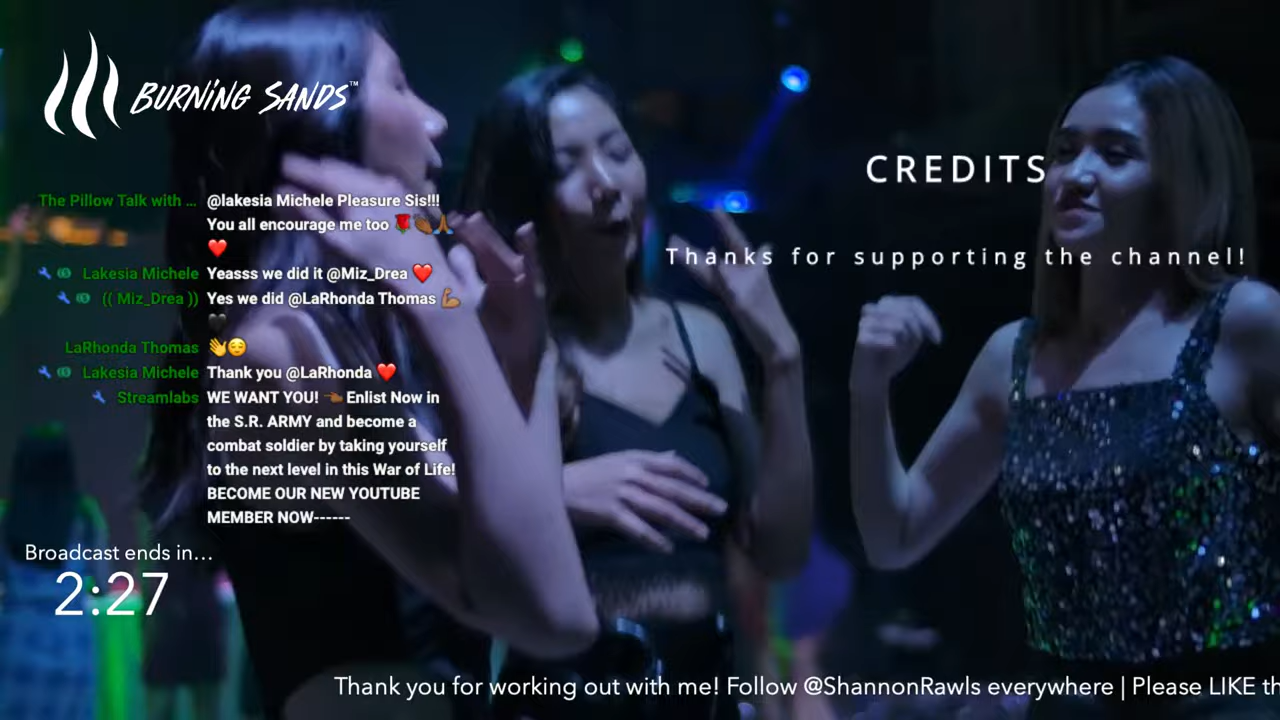 BURNING SANDS™
CREDITS
Thanks for supporting the channel!
The Pillow Talk with ... @lakesia Michele Pleasure Sis!!!
You all encourage me too 🌹👏🏾🙏🏾
❤️
Lakesia Michele Yeasss we did it @Miz_Drea ❤️
(( Miz_Drea )) Yes we did @LaRhonda Thomas 💪🏾
🖤
LaRhonda Thomas 👋😌
Lakesia Michele Thank you @LaRhonda ❤️
Streamlabs WE WANT YOU! 👈🏾 Enlist Now in
the S.R. ARMY and become a
combat soldier by taking yourself
to the next level in this War of Life!
BECOME OUR NEW YOUTUBE
MEMBER NOW------
Broadcast ends in...
2:27
Thank you for working out with me! Follow @ShannonRawls everywhere | Please LIKE th